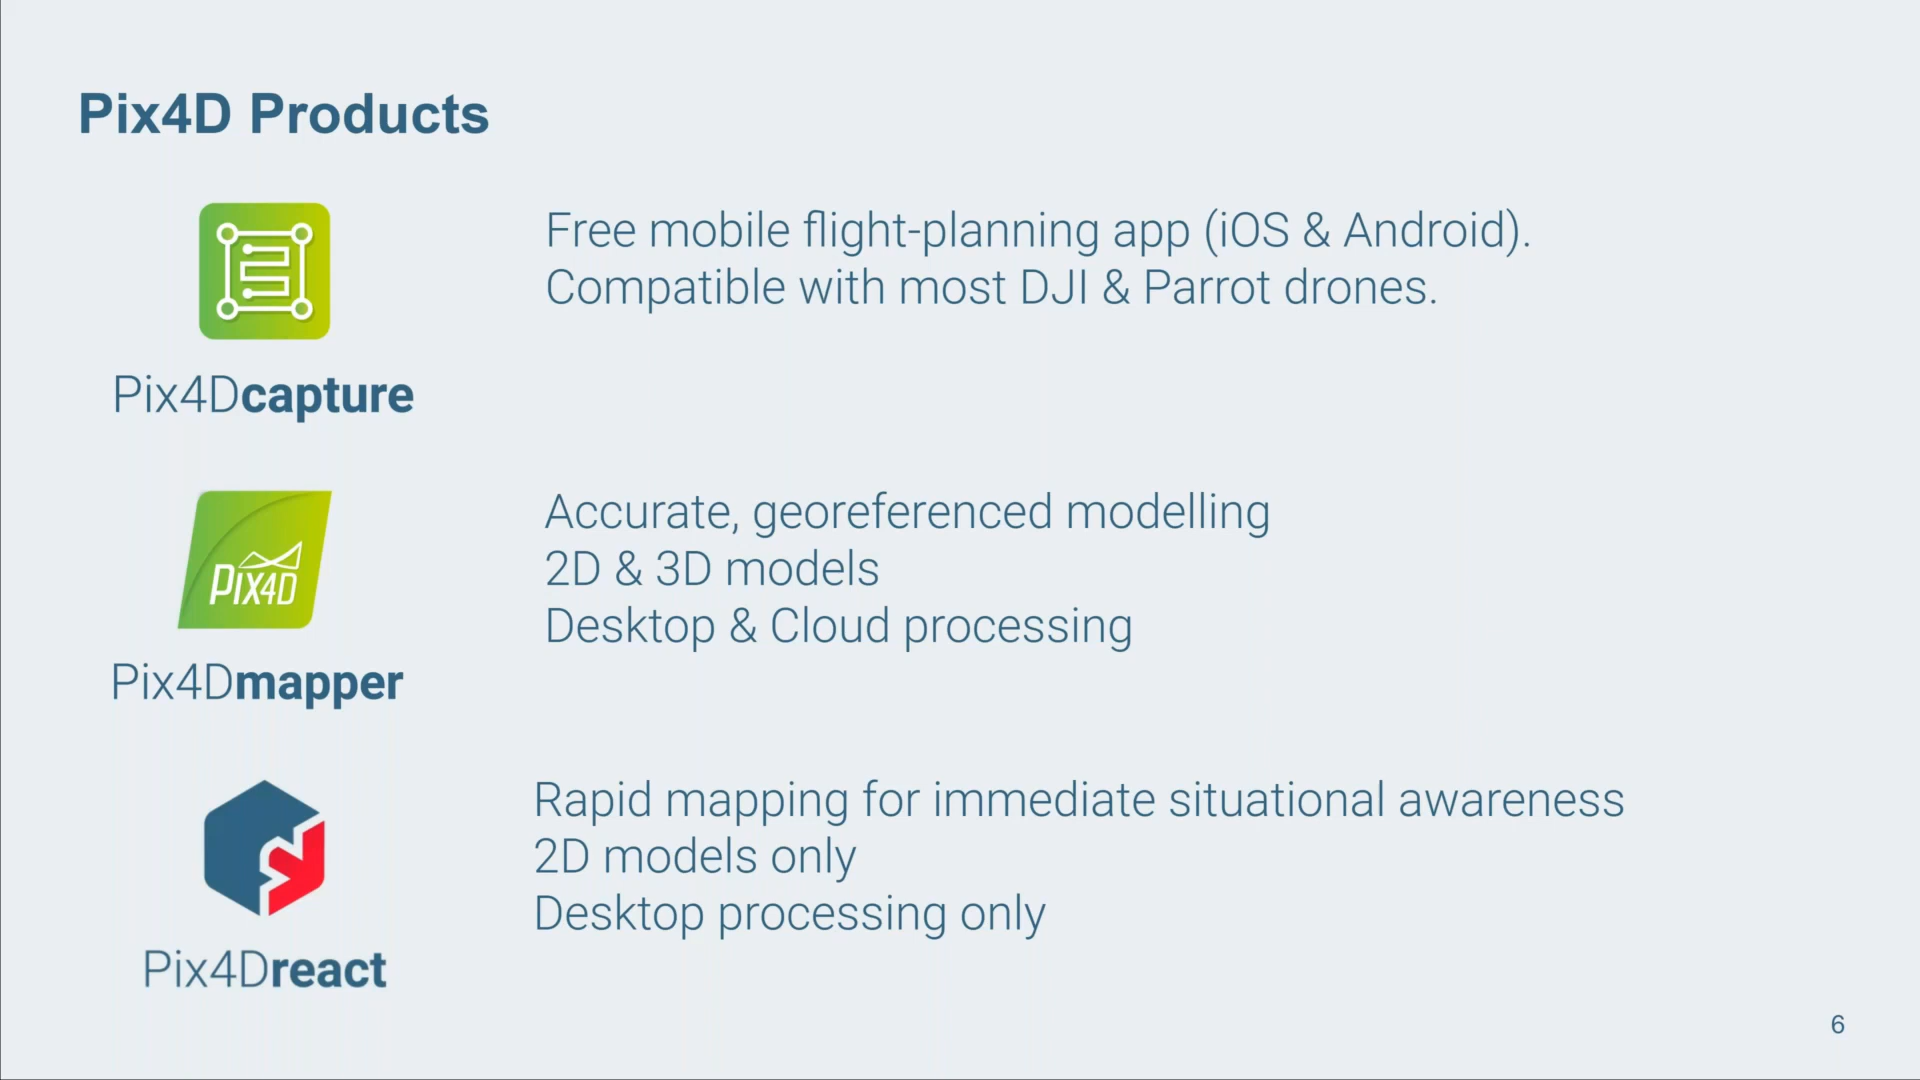 Pix4D Products
Free mobile flight-planning app (iOS & Android).
Compatible with most DJI & Parrot drones.
Pix4Dcapture
Accurate, georeferenced modelling
2D & 3D models
Desktop & Cloud processing
PIX4D
Pix4Dmapper
Rapid mapping for immediate situational awareness
2D models only
Desktop processing only
Pix4Dreact
6